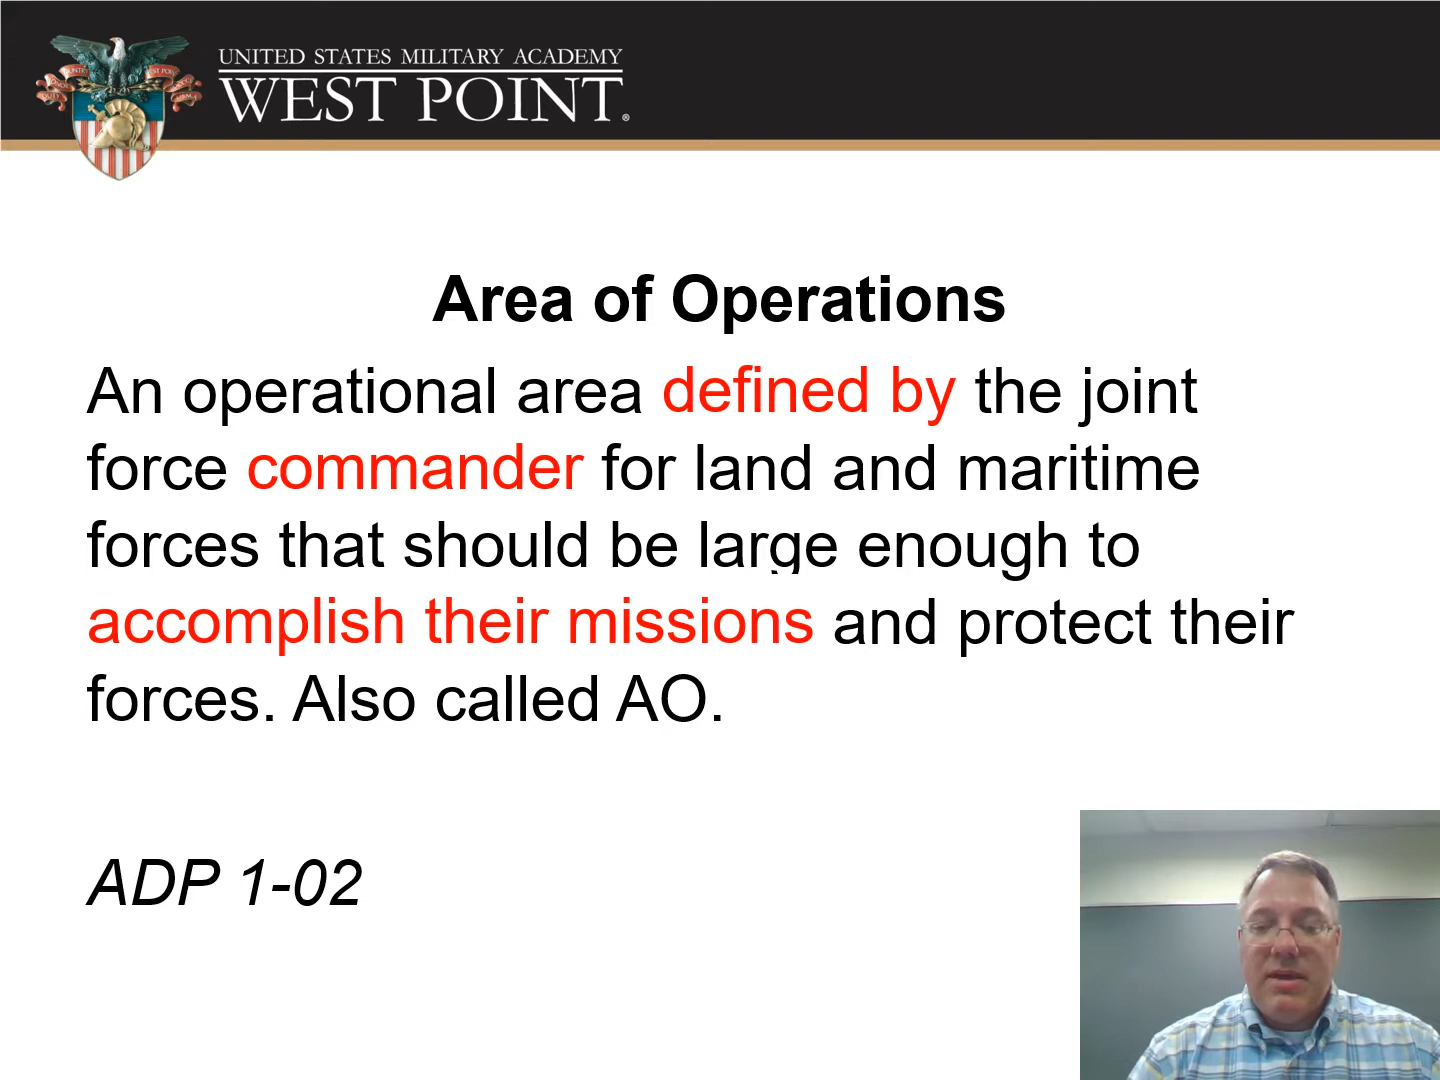 UNITED STATES MILITARY ACADEMY
WEST POINT®
Area of Operations
An operational area defined by the joint
force commander for land and maritime
forces that should be large enough to
accomplish their missions and protect their
forces. Also called AO.
ADP 1-02